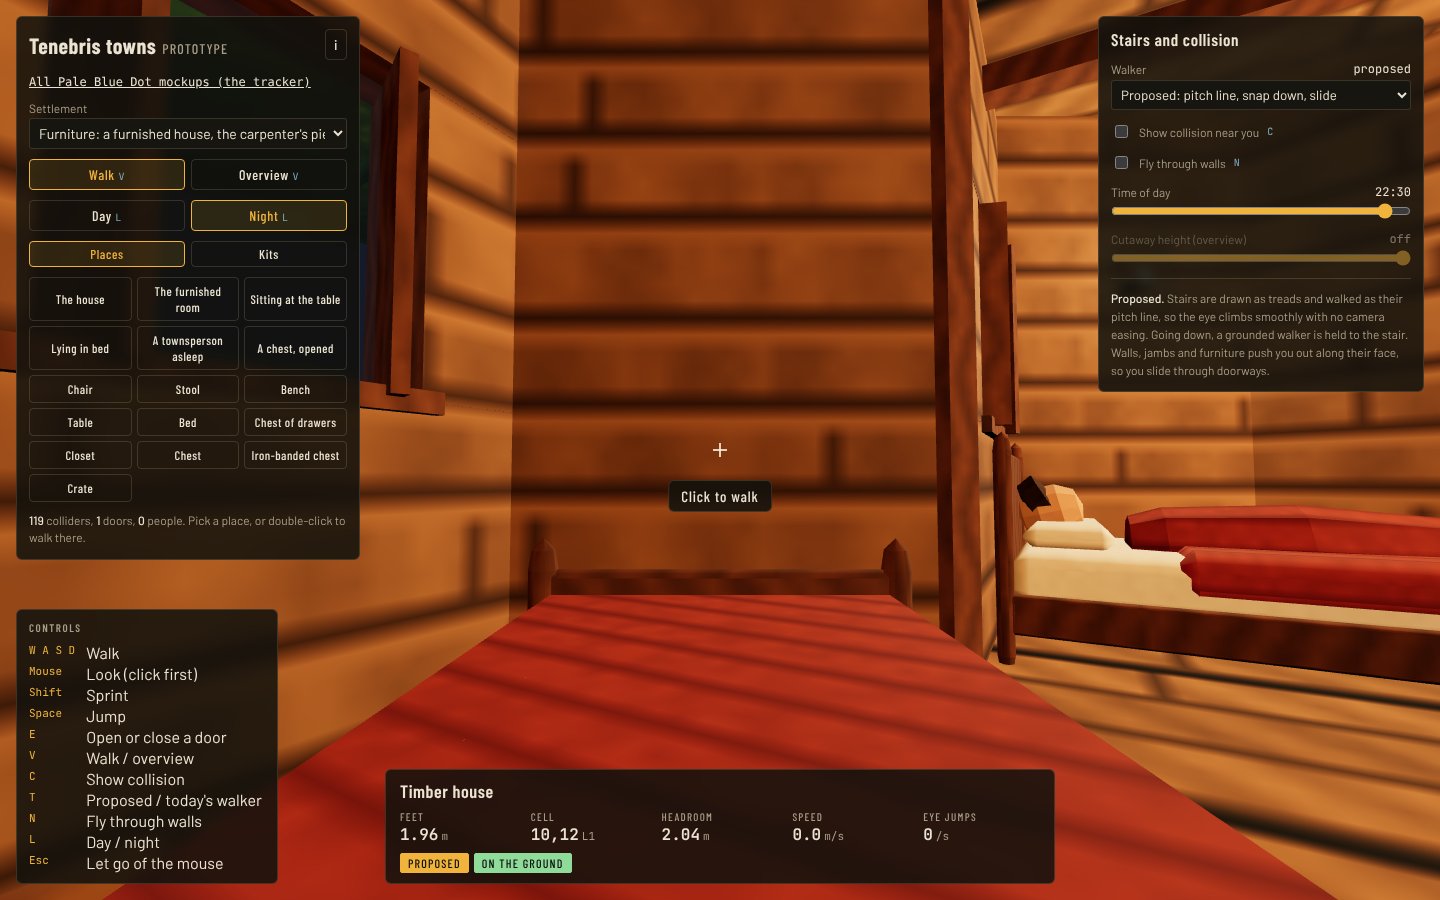 Tenebris towns PROTOTYPE
i
All Pale Blue Dot mockups (the tracker)
Settlement
Furniture: a furnished house, the carpenter's pie
Walk V
Overview V
Day L
Night L
Places
Kits
The house
The furnished
room
Sitting at the table
Lying in bed
A townsperson
asleep
A chest, opened
Chair
Stool
Bench
Table
Bed
Chest of drawers
Closet
Chest
Iron-banded chest
Crate
119 colliders, 1 doors, 0 people. Pick a place, or double-click to
walk there.
CONTROLS
W A S D Walk
Mouse Look (click first)
Shift Sprint
Space Jump
E Open or close a door
V Walk / overview
C Show collision
T Proposed / today's walker
N Fly through walls
L Day / night
Esc Let go of the mouse
Click to walk
Timber house
FEET
1.96 m
CELL
10,12 L1
HEADROOM
2.04 m
SPEED
0.0 m/s
EYE JUMPS
0 /s
PROPOSED
ON THE GROUND
Stairs and collision
Walker proposed
Proposed: pitch line, snap down, slide
Show collision near you C
Fly through walls N
Time of day 22:30
Cutaway height (overview) off
Proposed. Stairs are drawn as treads and walked as their
pitch line, so the eye climbs smoothly with no camera
easing. Going down, a grounded walker is held to the stair.
Walls, jambs and furniture push you out along their face,
so you slide through doorways.